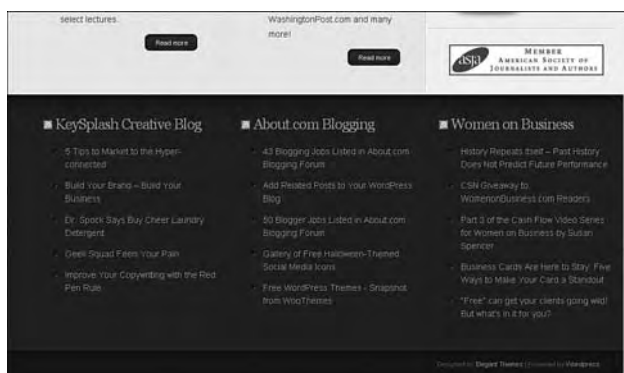 select lectures.
Read more
WashingtonPost.com and many
more!
Read more
asja
MEMBER
AMERICAN SOCIETY OF
JOURNALISTS AND AUTHORS
KeySplash Creative Blog
5 Tips to Market to the Hyper-
connected
Build Your Brand – Build Your
Business
Dr. Spock Says Buy Cheer Laundry
Detergent
Geek Squad Feels Your Pain
Improve Your Copywriting with the Red
Pen Rule
About.com Blogging
43 Blogging Jobs Listed in About.com
Blogging Forum
Add Related Posts to Your WordPress
Blog
50 Blogger Jobs Listed in About.com
Blogging Forum
Gallery of Free Halloween-Themed
Social Media Icons
Free WordPress Themes - Snapshot
from WooThemes
Women on Business
History Repeats Itself – Past History
Does Not Predict Future Performance
CSN Giveaway to
WomenonBusiness.com Readers
Part 3 of the Cash Flow Video Series
for Women on Business by Susan
Spencer
Business Cards Are Here to Stay: Five
Ways to Make Your Card a Standout
"Free" can get your clients going wild!
But what's in it for you?
Designed by Elegant Themes | Powered by Wordpress